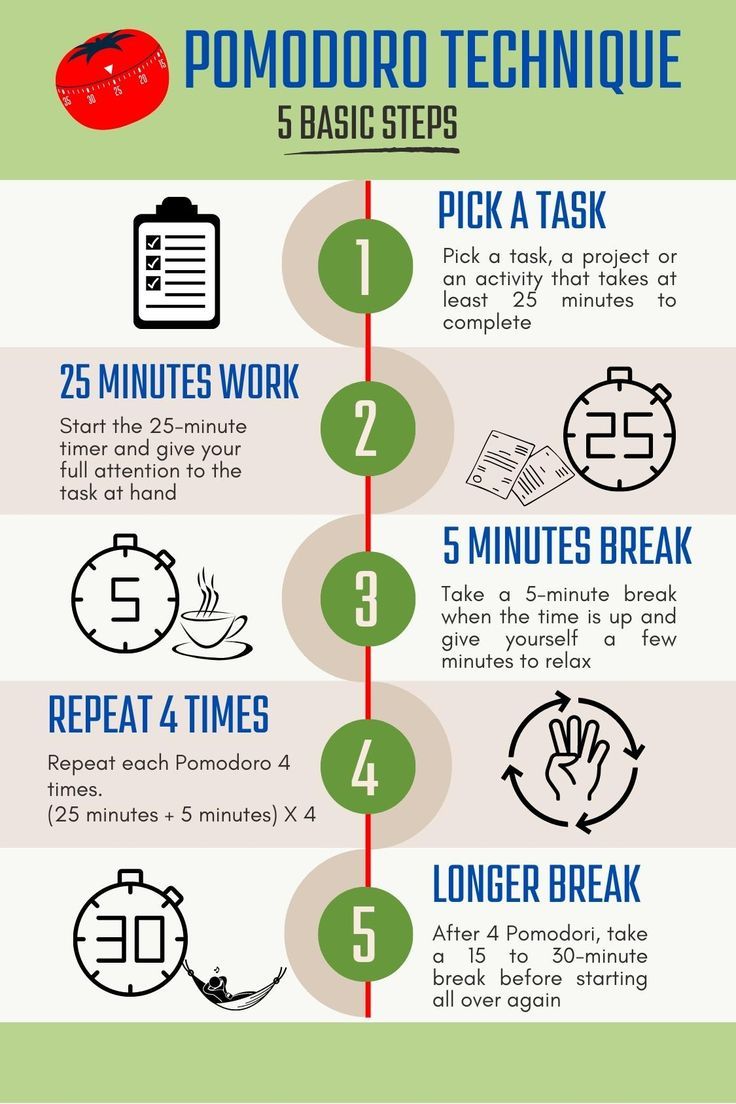 POMODORO TECHNIQUE
5 BASIC STEPS
35 30 25 20 15
1
PICK A TASK
Pick a task, a project or
an activity that takes at
least 25 minutes to
complete
25 MINUTES WORK
Start the 25-minute
timer and give your
full attention to the
task at hand
2
25
5
3
5 MINUTES BREAK
Take a 5-minute break
when the time is up and
give yourself a few
minutes to relax
REPEAT 4 TIMES
Repeat each Pomodoro 4
times.
(25 minutes + 5 minutes) X 4
4
30
5
LONGER BREAK
After 4 Pomodori, take
a 15 to 30-minute
break before starting
all over again